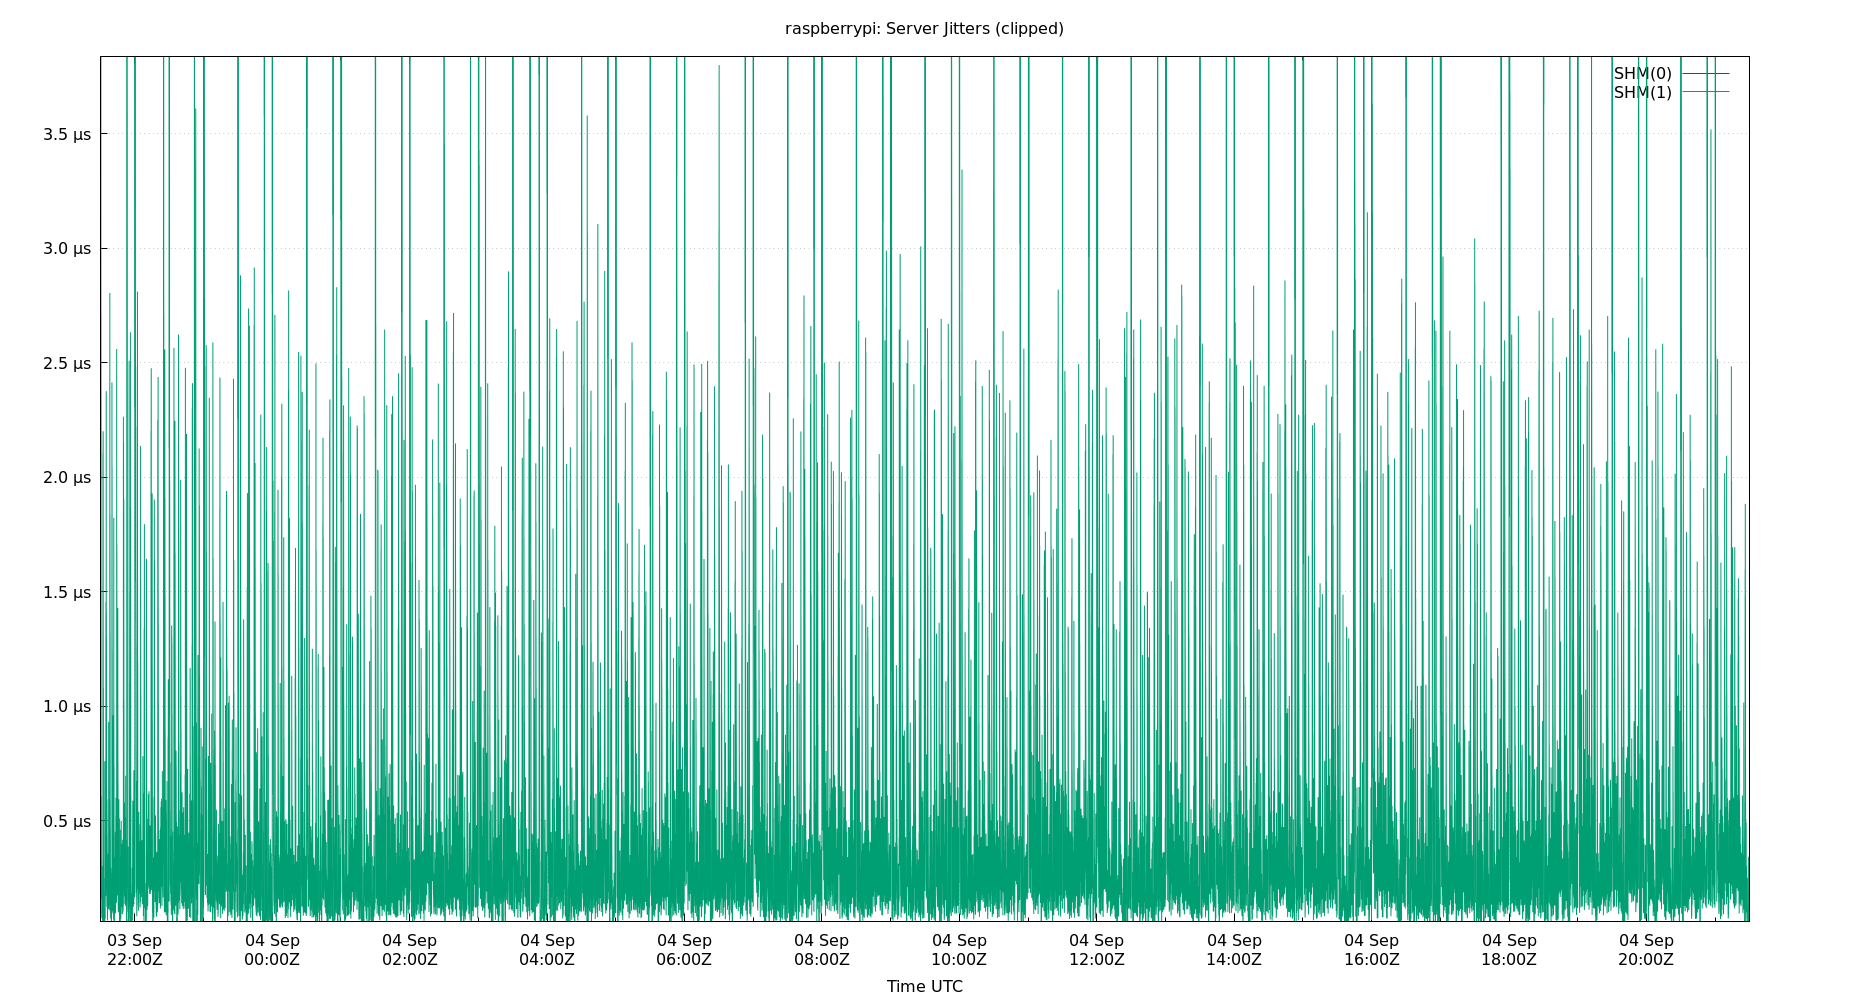 raspberrypi: Server Jitters (clipped)
SHM(0)
SHM(1)
3.5 µs
3.0 µs
2.5 µs
2.0 µs
1.5 µs
1.0 µs
0.5 µs
03 Sep 04 Sep 04 Sep 04 Sep 04 Sep 04 Sep 04 Sep 04 Sep 04 Sep 04 Sep 04 Sep 04 Sep
22:00Z 00:00Z 02:00Z 04:00Z 06:00Z 08:00Z 10:00Z 12:00Z 14:00Z 16:00Z 18:00Z 20:00Z
Time UTC